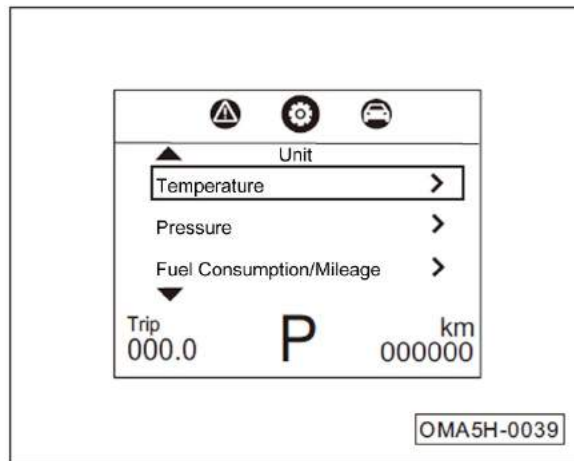 Unit
Temperature
Pressure
Fuel Consumption/Mileage
Trip
km
000.0
P
000000
OMA5H-0039